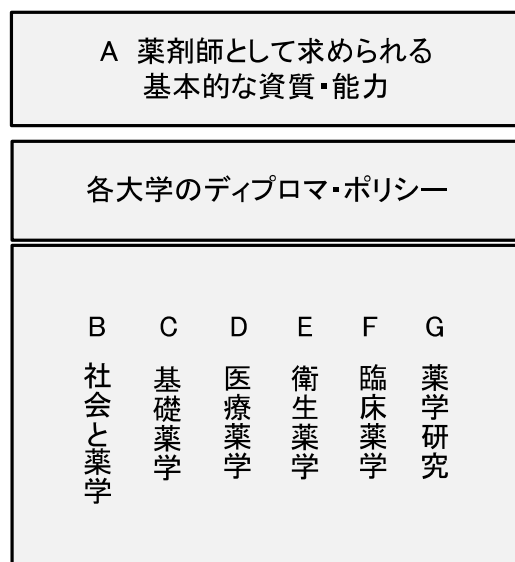 A 薬剤師として求められる
基本的な資質・能力
各大学のディプロマ・ポリシー
B 社会と薬学
C 基礎薬学
D 医療薬学
E 衛生薬学
F 臨床薬学
G 薬学研究